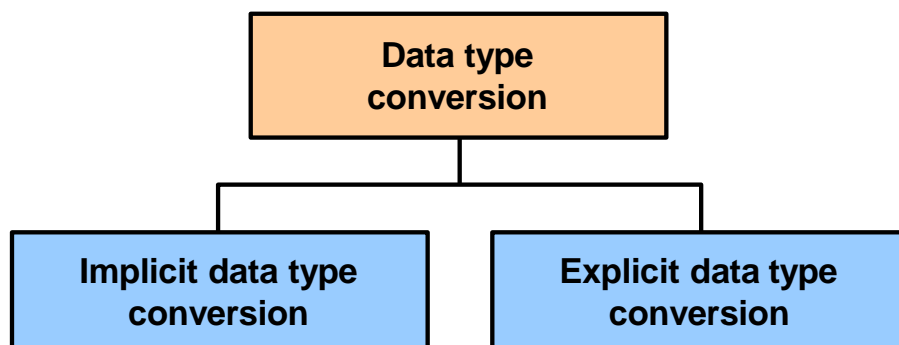 Data type
conversion
Implicit data type
conversion
Explicit data type
conversion